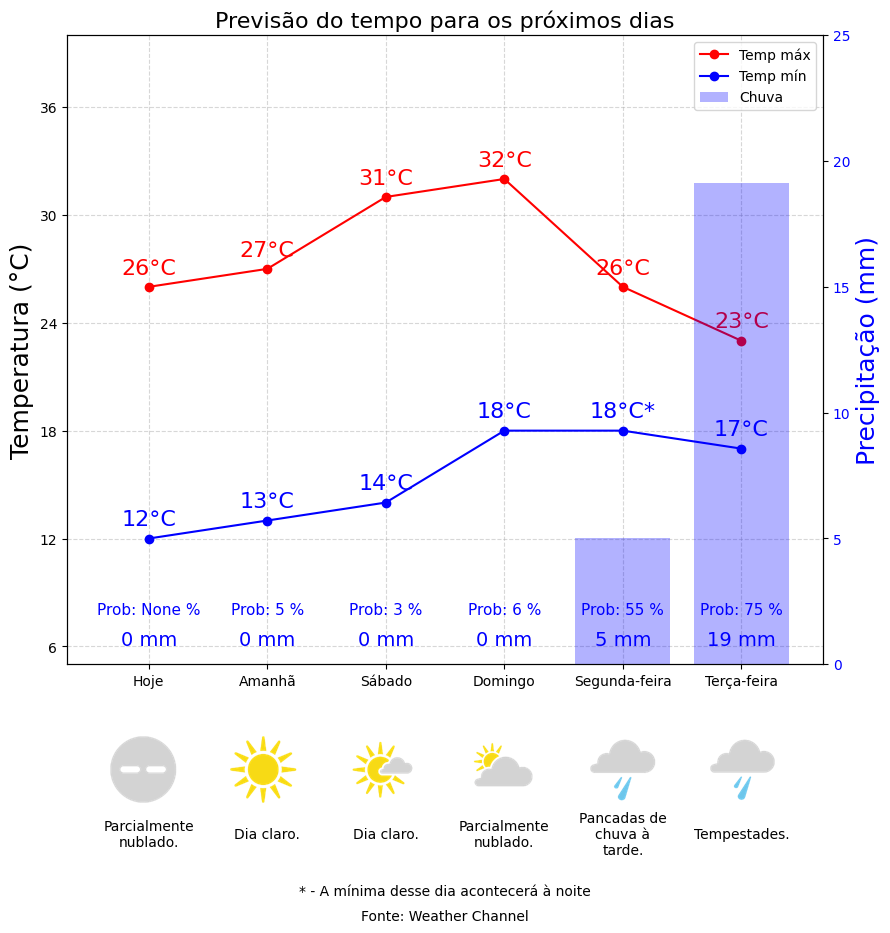 Previsão do tempo para os próximos dias
Temp máx
Temp mín
Chuva
Temperatura (°C)
36
30
24
18
12
6
Precipitação (mm)
25
20
15
10
5
0
26°C
27°C
31°C
32°C
26°C
23°C
12°C
13°C
14°C
18°C
18°C*
17°C
Prob: None %
Prob: 5 %
Prob: 3 %
Prob: 6 %
Prob: 55 %
Prob: 75 %
0 mm
0 mm
0 mm
0 mm
5 mm
19 mm
Hoje
Amanhã
Sábado
Domingo
Segunda-feira
Terça-feira
Parcialmente
nublado.
Dia claro.
Dia claro.
Parcialmente
nublado.
Pancadas de
chuva à
tarde.
Tempestades.
* - A mínima desse dia acontecerá à noite
Fonte: Weather Channel